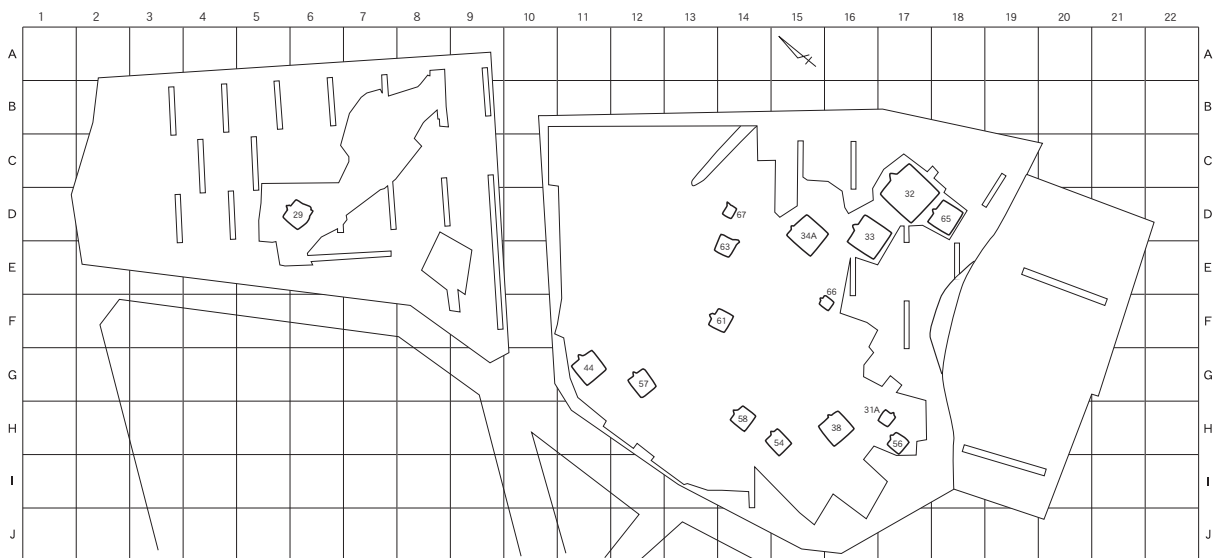 1 2 3 4 5 6 7 8 9 10 11 12 13 14 15 16 17 18 19 20 21 22
A A
B B
C C
32
D 29 67 65 D
34A 33
63
E E
66
F 61 F
G 44 57 G
31A
H 58 38 H
54 56
I I
J J